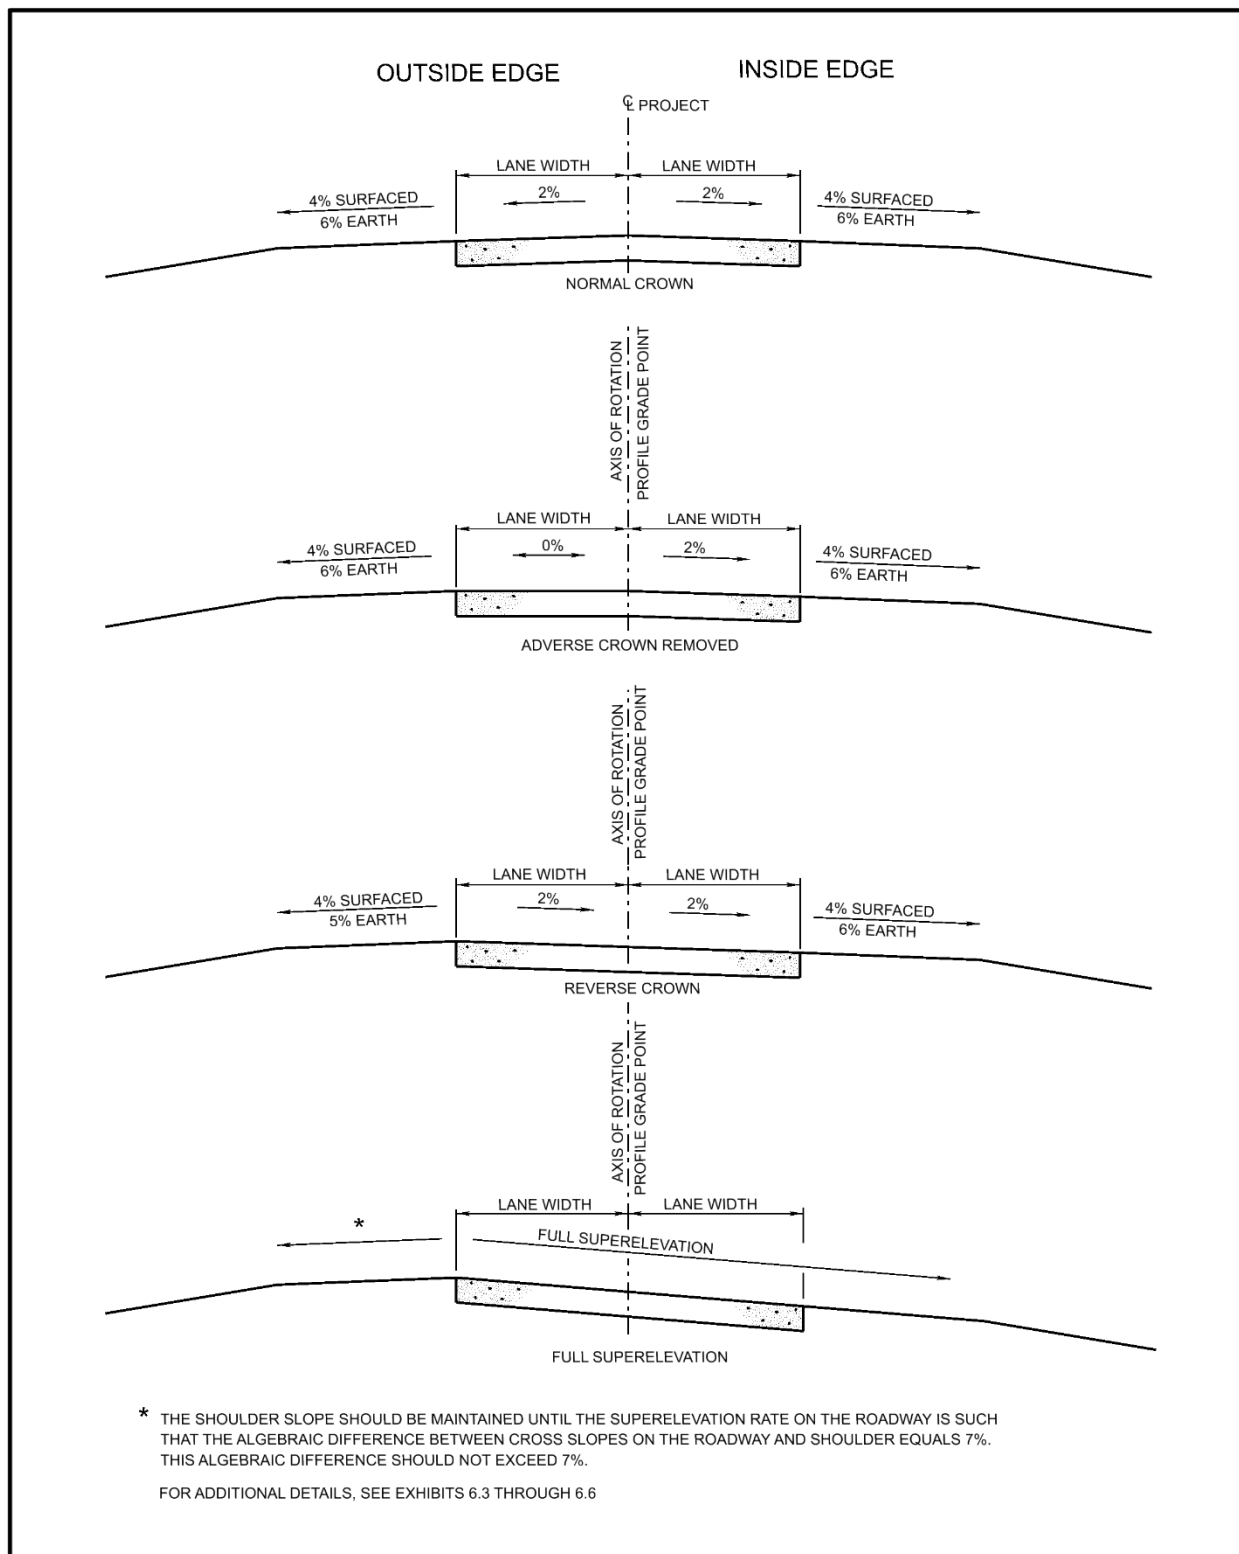 OUTSIDE EDGE
INSIDE EDGE
℄ PROJECT
LANE WIDTH
LANE WIDTH
4% SURFACED
6% EARTH
2%
2%
4% SURFACED
6% EARTH
NORMAL CROWN
AXIS OF ROTATION
PROFILE GRADE POINT
LANE WIDTH
LANE WIDTH
4% SURFACED
6% EARTH
0%
2%
4% SURFACED
6% EARTH
ADVERSE CROWN REMOVED
AXIS OF ROTATION
PROFILE GRADE POINT
LANE WIDTH
LANE WIDTH
4% SURFACED
5% EARTH
2%
2%
4% SURFACED
6% EARTH
REVERSE CROWN
AXIS OF ROTATION
PROFILE GRADE POINT
LANE WIDTH
LANE WIDTH
*
FULL SUPERELEVATION
FULL SUPERELEVATION
* THE SHOULDER SLOPE SHOULD BE MAINTAINED UNTIL THE SUPERELEVATION RATE ON THE ROADWAY IS SUCH
THAT THE ALGEBRAIC DIFFERENCE BETWEEN CROSS SLOPES ON THE ROADWAY AND SHOULDER EQUALS 7%.
THIS ALGEBRAIC DIFFERENCE SHOULD NOT EXCEED 7%.
FOR ADDITIONAL DETAILS, SEE EXHIBITS 6.3 THROUGH 6.6